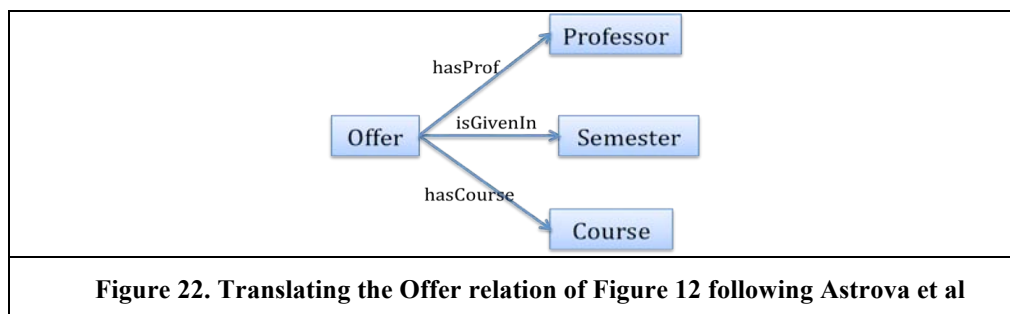 Professor
hasProf
isGivenIn
Offer
Semester
hasCourse
Course
Figure 22. Translating the Offer relation of Figure 12 following Astrova et al